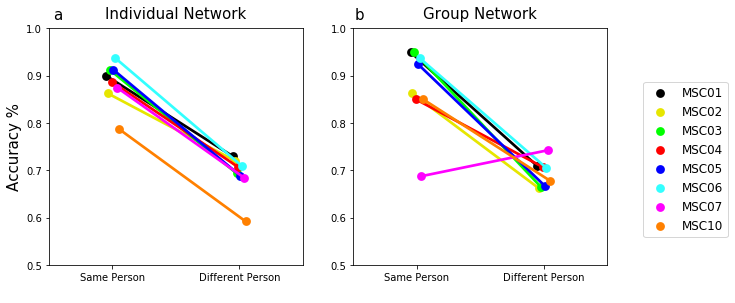 a Individual Network
1.0
0.9
0.8
0.7
0.6
0.5
Accuracy %
Same Person Different Person
b Group Network
1.0
0.9
0.8
0.7
0.6
0.5
Same Person Different Person
MSC01
MSC02
MSC03
MSC04
MSC05
MSC06
MSC07
MSC10